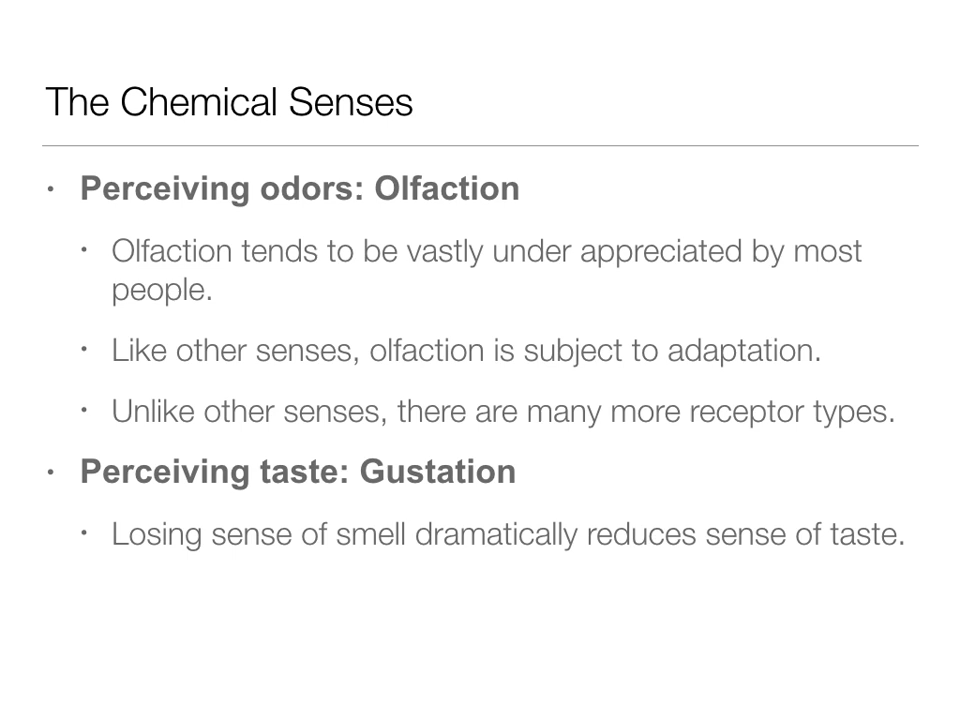 The Chemical Senses
• Perceiving odors: Olfaction
• Olfaction tends to be vastly under appreciated by most
people.
• Like other senses, olfaction is subject to adaptation.
• Unlike other senses, there are many more receptor types.
• Perceiving taste: Gustation
• Losing sense of smell dramatically reduces sense of taste.